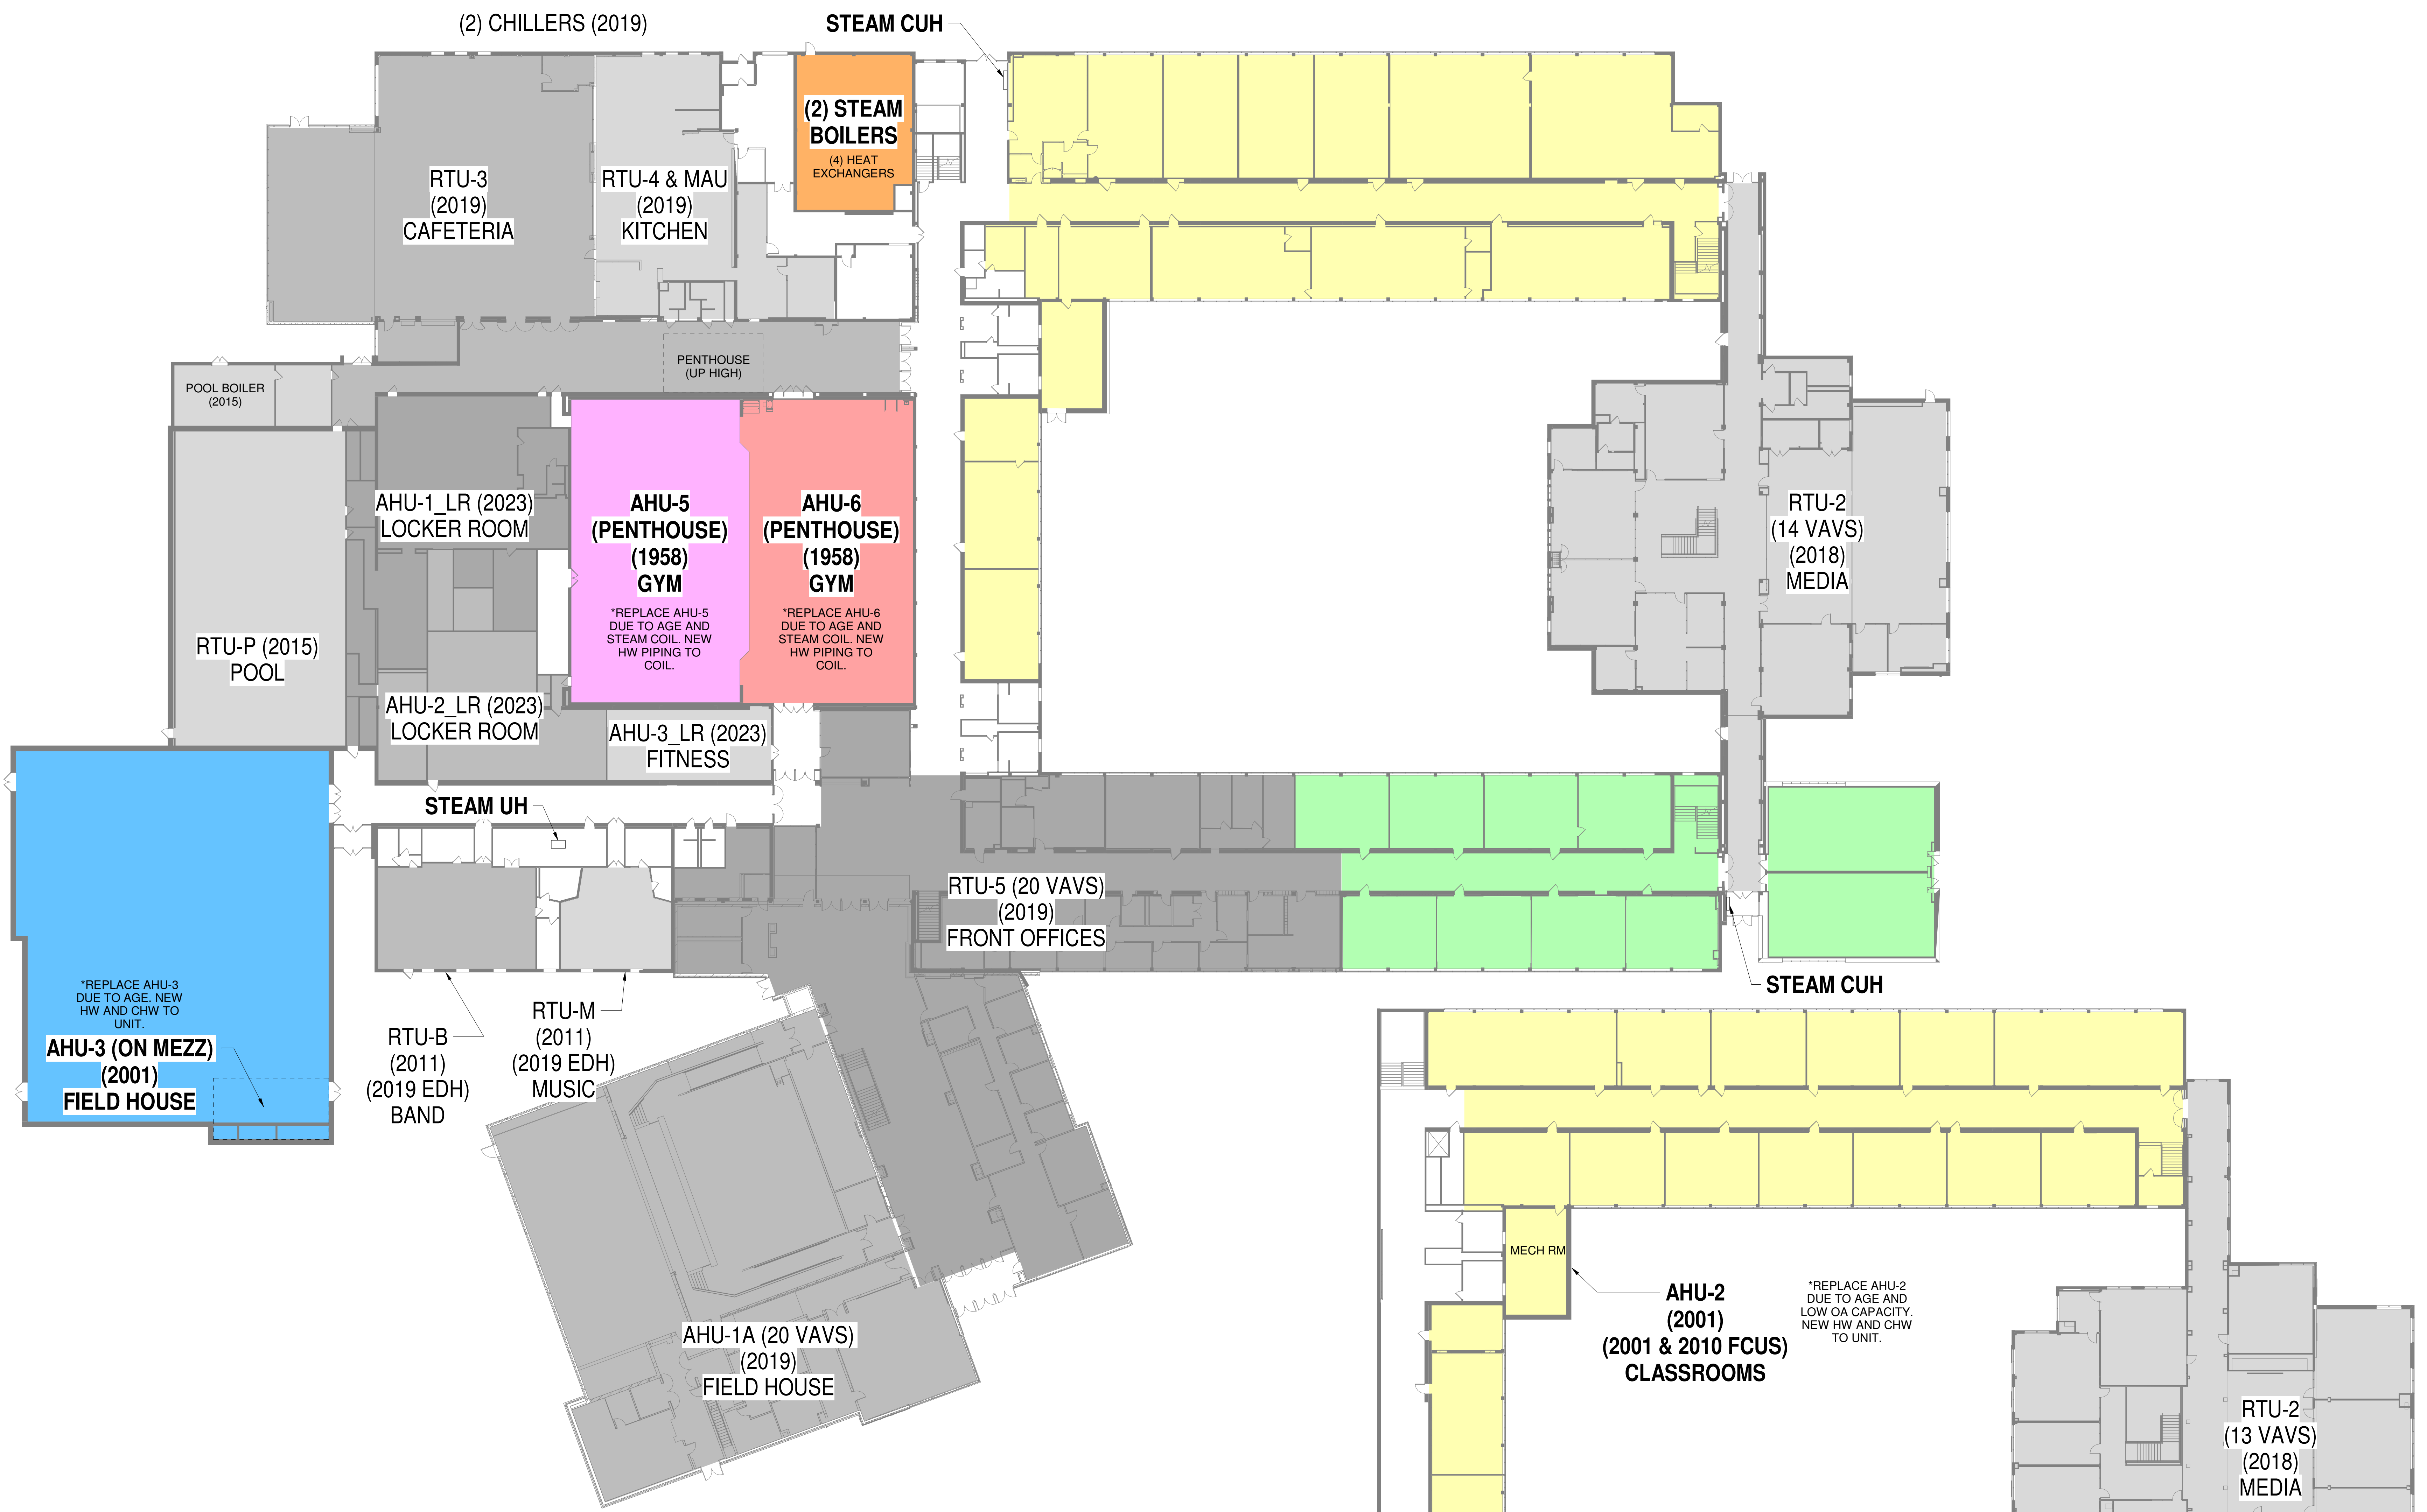 (2) CHILLERS (2019)
STEAM CUH
(2) STEAM
BOILERS
(4) HEAT
EXCHANGERS
RTU-3
(2019)
CAFETERIA
RTU-4 & MAU
(2019)
KITCHEN
PENTHOUSE
(UP HIGH)
POOL BOILER
(2015)
AHU-1_LR (2023)
LOCKER ROOM
AHU-5
(PENTHOUSE)
(1958)
GYM
*REPLACE AHU-5
DUE TO AGE AND
STEAM COIL. NEW
HW PIPING TO
COIL.
AHU-6
(PENTHOUSE)
(1958)
GYM
*REPLACE AHU-6
DUE TO AGE AND
STEAM COIL. NEW
HW PIPING TO
COIL.
RTU-2
(14 VAVS)
(2018)
MEDIA
RTU-P (2015)
POOL
AHU-2_LR (2023)
LOCKER ROOM
AHU-3_LR (2023)
FITNESS
STEAM UH
RTU-5 (20 VAVS)
(2019)
FRONT OFFICES
STEAM CUH
*REPLACE AHU-3
DUE TO AGE. NEW
HW AND CHW TO
UNIT.
AHU-3 (ON MEZZ)
(2001)
FIELD HOUSE
RTU-B
(2011)
(2019 EDH)
BAND
RTU-M
(2011)
(2019 EDH)
MUSIC
AHU-1A (20 VAVS)
(2019)
FIELD HOUSE
MECH RM
AHU-2
(2001)
(2001 & 2010 FCUS)
CLASSROOMS
*REPLACE AHU-2
DUE TO AGE AND
LOW OA CAPACITY.
NEW HW AND CHW
TO UNIT.
RTU-2
(13 VAVS)
(2018)
MEDIA